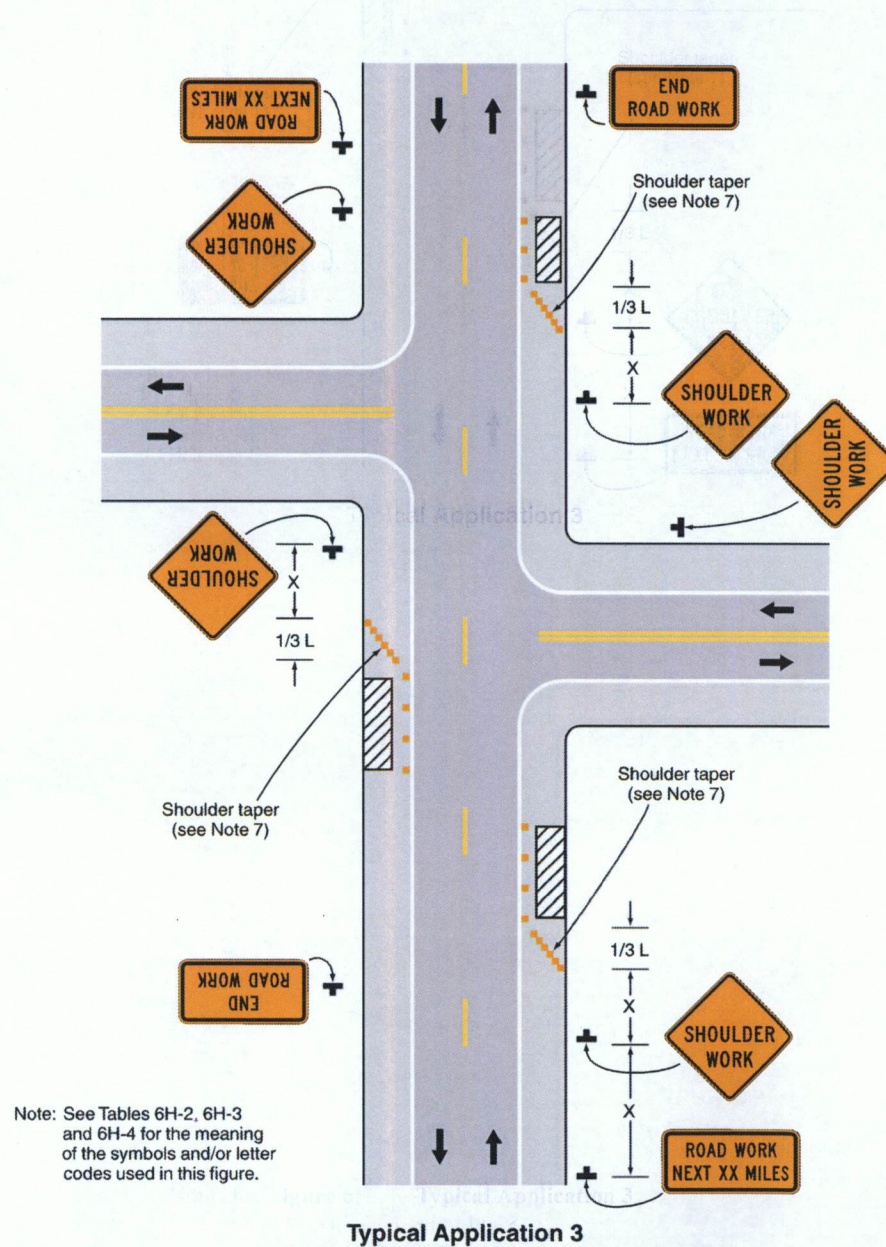 ROAD WORK
NEXT XX MILES
END
ROAD WORK
Shoulder taper
(see Note 7)
SHOULDER
WORK
1/3 L
X
SHOULDER
WORK
SHOULDER
WORK
SHOULDER
WORK
X
1/3 L
Shoulder taper
(see Note 7)
Shoulder taper
(see Note 7)
1/3 L
X
END
ROAD WORK
SHOULDER
WORK
X
Note: See Tables 6H-2, 6H-3
and 6H-4 for the meaning
of the symbols and/or letter
codes used in this figure.
ROAD WORK
NEXT XX MILES
Typical Application 3